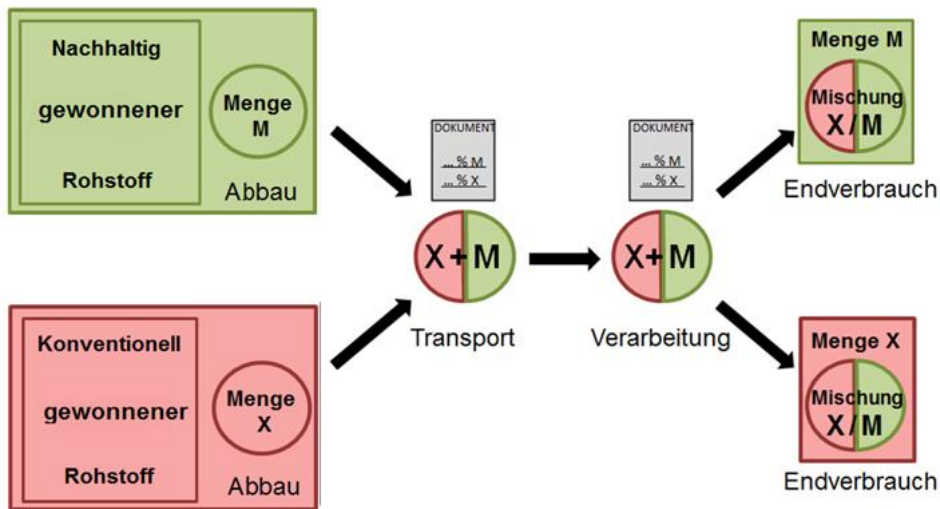 Nachhaltig
gewonnener
Rohstoff
Menge
M
Abbau
Konventionell
gewonnener
Rohstoff
Menge
X
Abbau
DOKUMENT
... % M
... % X
X + M
Transport
DOKUMENT
... % M
... % X
X + M
Verarbeitung
Menge M
Mischung
X / M
Endverbrauch
Menge X
Mischung
X / M
Endverbrauch